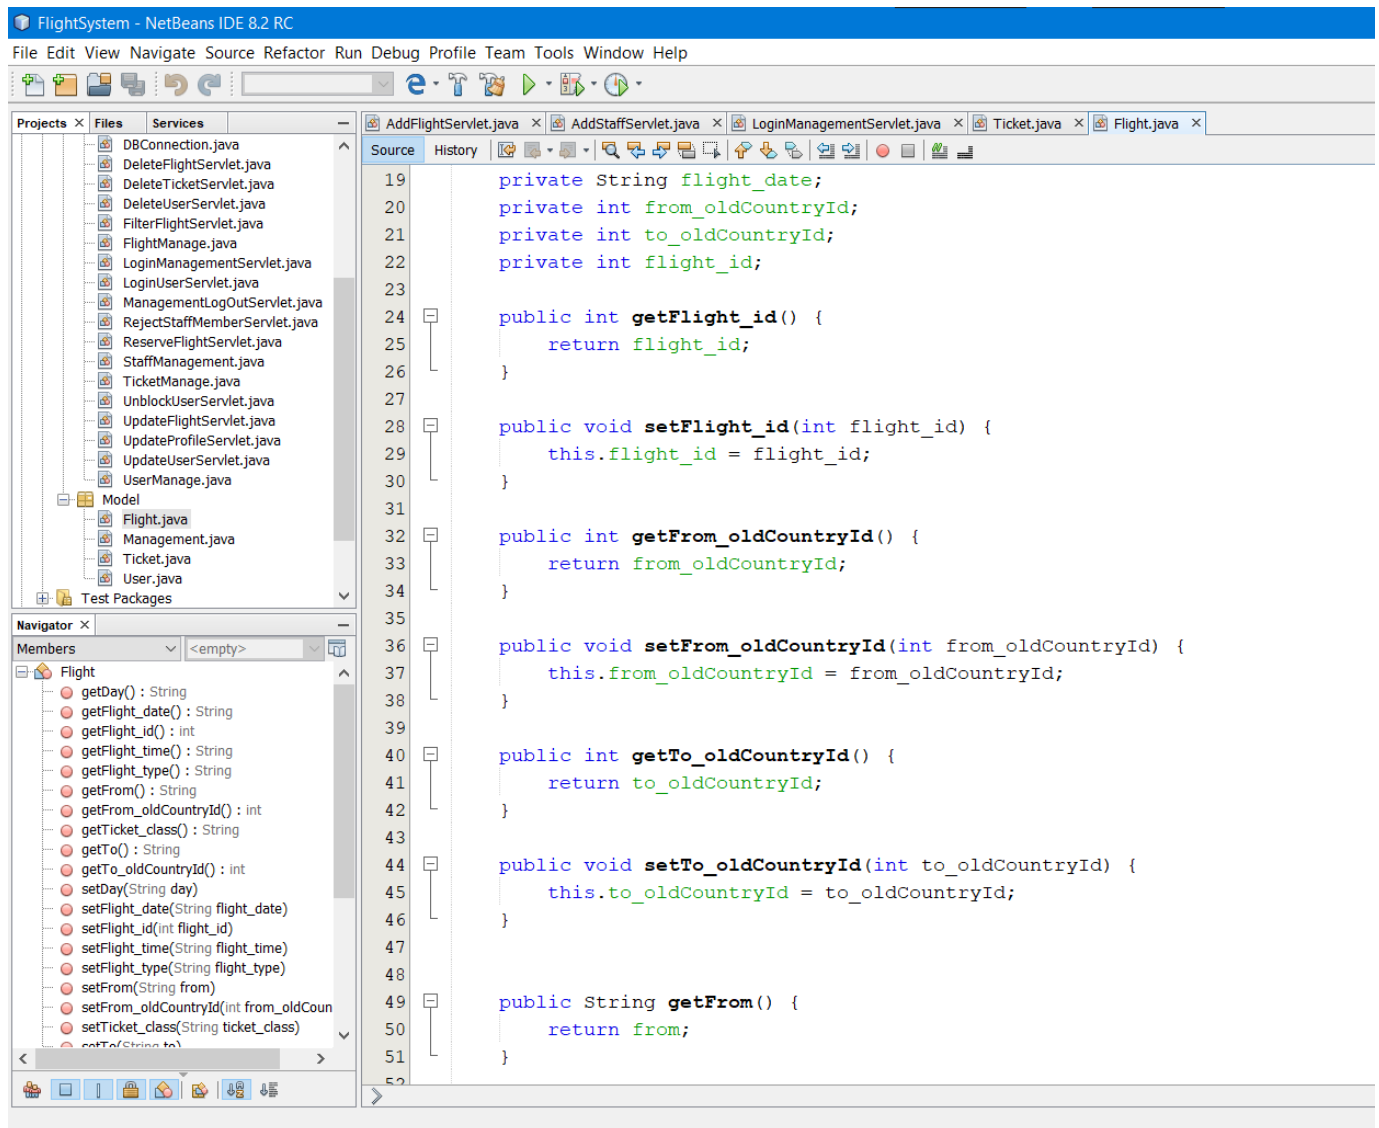 FlightSystem - NetBeans IDE 8.2 RC
File Edit View Navigate Source Refactor Run Debug Profile Team Tools Window Help
Projects Files Services
DBConnection.java
DeleteFlightServlet.java
DeleteTicketServlet.java
DeleteUserServlet.java
FilterFlightServlet.java
FlightManage.java
LoginManagementServlet.java
LoginUserServlet.java
ManagementLogOutServlet.java
RejectStaffMemberServlet.java
ReserveFlightServlet.java
StaffManagement.java
TicketManage.java
UnblockUserServlet.java
UpdateFlightServlet.java
UpdateProfileServlet.java
UpdateUserServlet.java
UserManage.java
Model
Flight.java
Management.java
Ticket.java
User.java
Test Packages
Navigator
Members <empty>
Flight
getDay() : String
getFlight_date() : String
getFlight_id() : int
getFlight_time() : String
getFlight_type() : String
getFrom() : String
getFrom_oldCountryId() : int
getTicket_class() : String
getTo() : String
getTo_oldCountryId() : int
setDay(String day)
setFlight_date(String flight_date)
setFlight_id(int flight_id)
setFlight_time(String flight_time)
setFlight_type(String flight_type)
setFrom(String from)
setFrom_oldCountryId(int from_oldCoun
setTicket_class(String ticket_class)
setTo(String to)
AddFlightServlet.java AddStaffServlet.java LoginManagementServlet.java Ticket.java Flight.java
Source History
19 private String flight_date;
20 private int from_oldCountryId;
21 private int to_oldCountryId;
22 private int flight_id;
23
24 public int getFlight_id() {
25 return flight_id;
26 }
27
28 public void setFlight_id(int flight_id) {
29 this.flight_id = flight_id;
30 }
31
32 public int getFrom_oldCountryId() {
33 return from_oldCountryId;
34 }
35
36 public void setFrom_oldCountryId(int from_oldCountryId) {
37 this.from_oldCountryId = from_oldCountryId;
38 }
39
40 public int getTo_oldCountryId() {
41 return to_oldCountryId;
42 }
43
44 public void setTo_oldCountryId(int to_oldCountryId) {
45 this.to_oldCountryId = to_oldCountryId;
46 }
47
48
49 public String getFrom() {
50 return from;
51 }
52